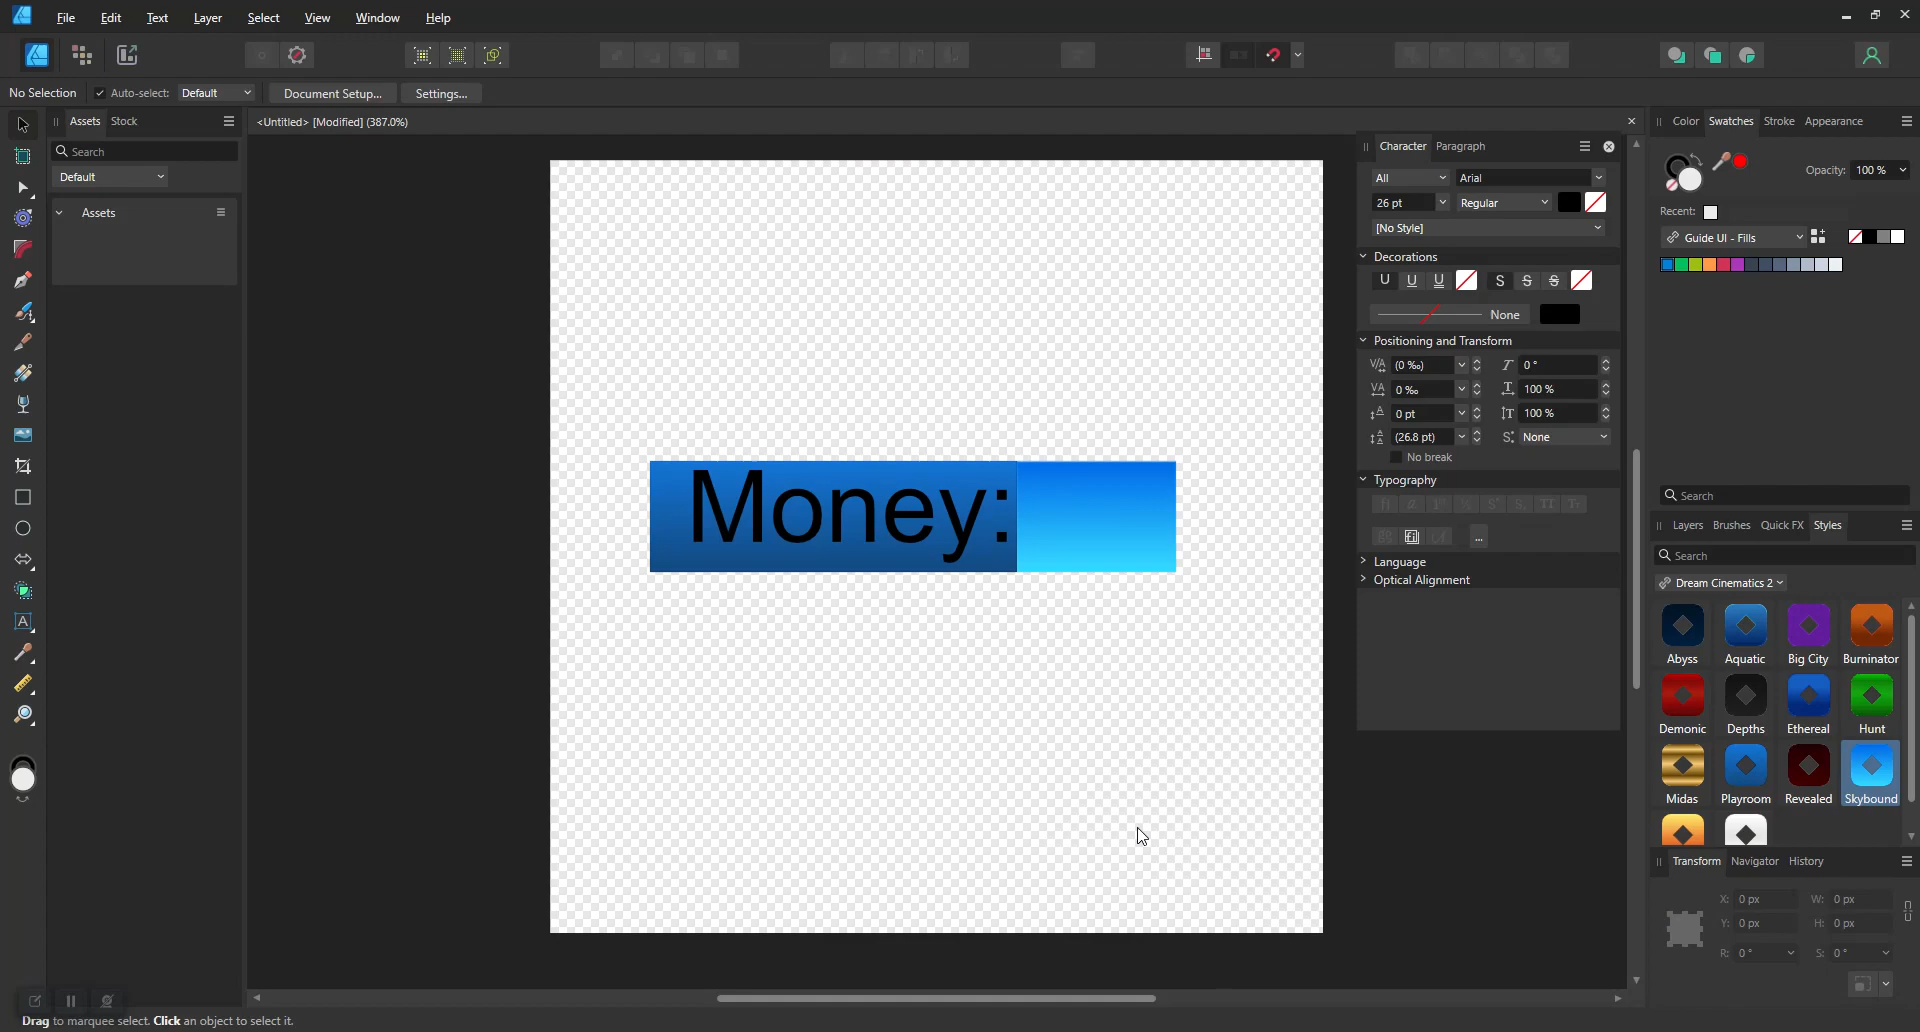 File Edit Text Layer Select View Window Help
No Selection Auto-select: Default Document Setup... Settings...
Assets Stock
Search
Default
Assets
<Untitled> [Modified] (387.0%)
Money:
Character Paragraph
All Arial
26 pt Regular
[No Style]
Decorations
U U U S S S
None
Positioning and Transform
(0 ‰) 0 °
0 ‰ 100 %
0 pt 100 %
(26.8 pt) None
No break
Typography
...
Language
Optical Alignment
Color Swatches Stroke Appearance
Opacity: 100 %
Recent:
Guide UI - Fills
Search
Layers Brushes Quick FX Styles
Search
Dream Cinematics 2
Abyss Aquatic Big City Burninator
Demonic Depths Ethereal Hunt
Midas Playroom Revealed Skybound
Transform Navigator History
X: 0 px W: 0 px
Y: 0 px H: 0 px
R: 0 ° S: 0 °
Drag to marquee select. Click an object to select it.